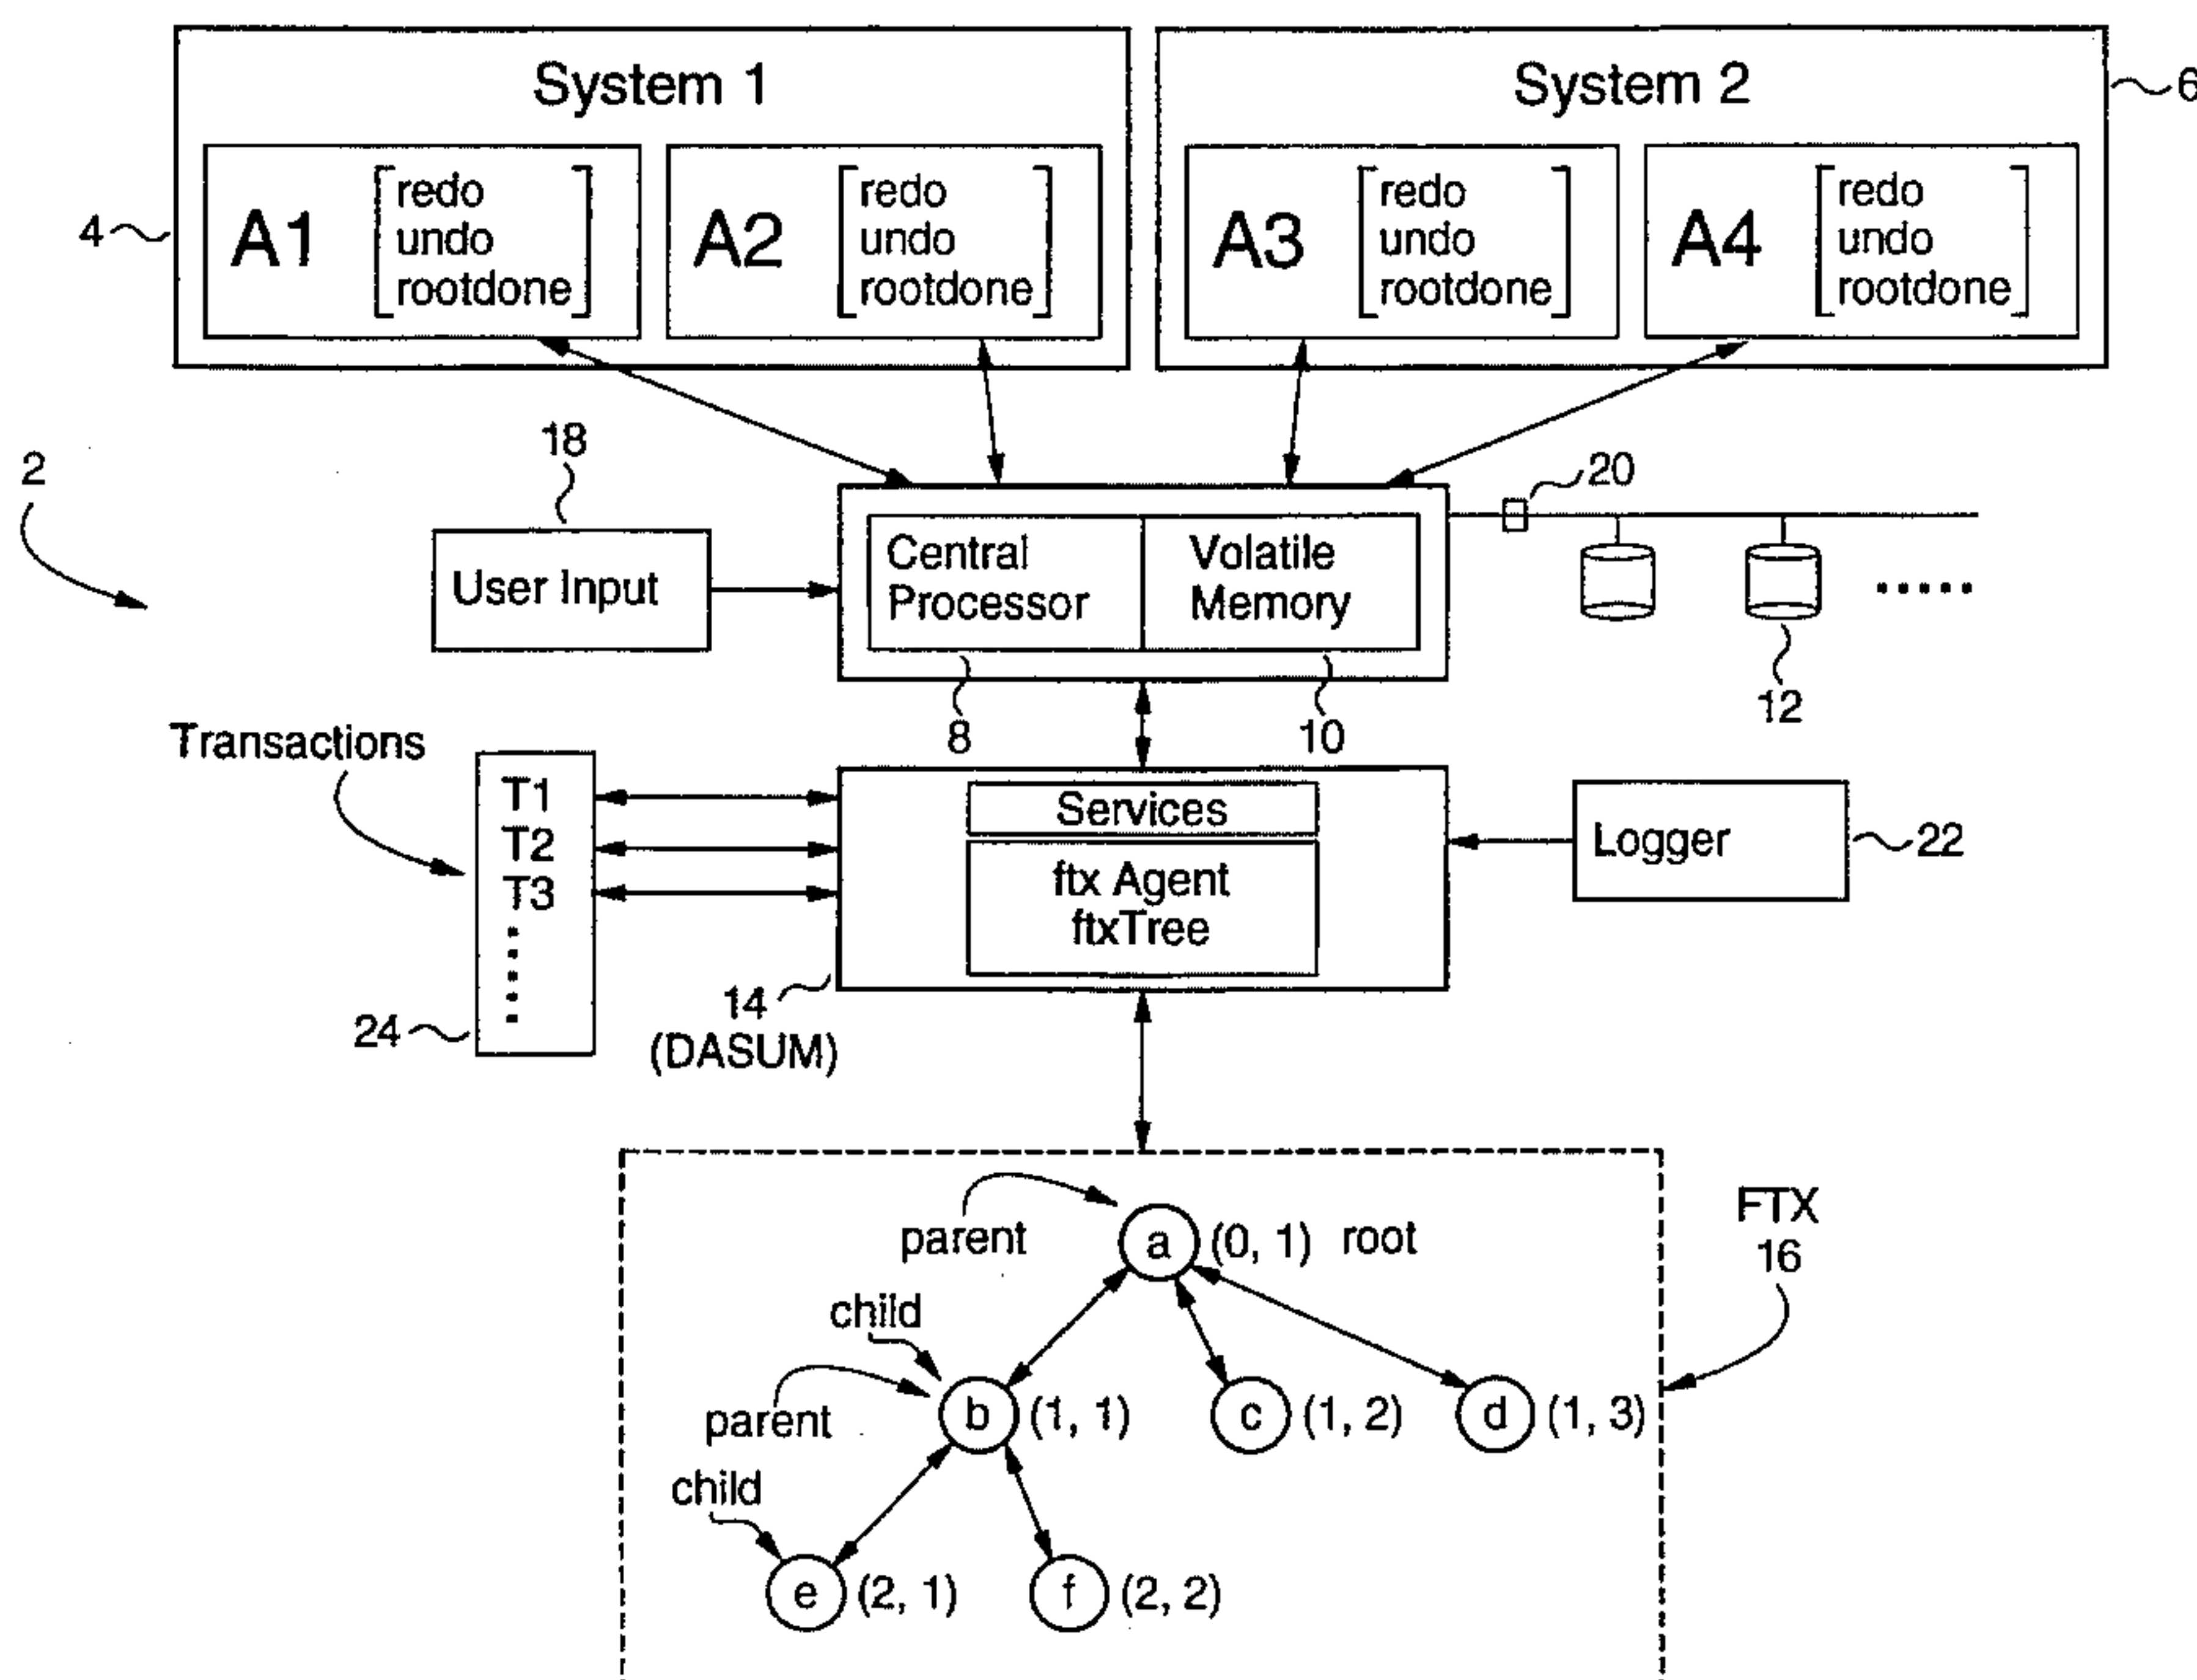 System 1
System 2
6
4
A1
redo
undo
rootdone
A2
redo
undo
rootdone
A3
redo
undo
rootdone
A4
redo
undo
rootdone
2
18
20
User Input
Central
Processor
Volatile
Memory
8
10
12
Transactions
T1
T2
T3
24
Services
ftx Agent
ftxTree
Logger
22
14
(DASUM)
FTX
16
parent
a (0, 1) root
child
parent
b (1, 1)
c (1, 2)
d (1, 3)
child
e (2, 1)
f (2, 2)